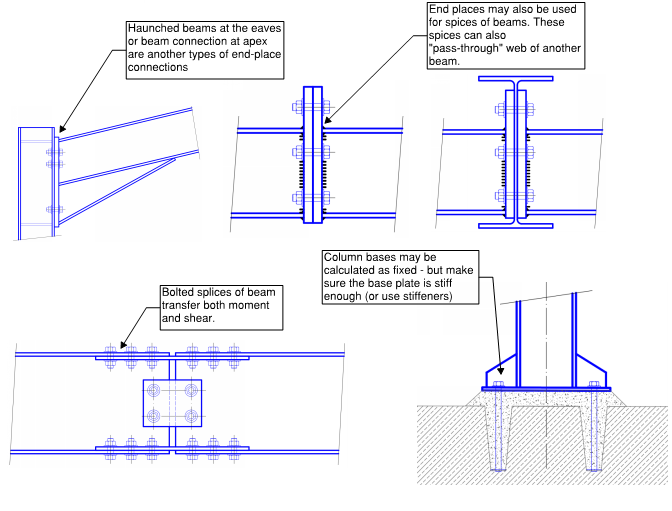 Haunched beams at the eaves
or beam connection at apex
are another types of end-place
connections
End places may also be used
for spices of beams. These
spices can also
"pass-through" web of another
beam.
Column bases may be
calculated as fixed - but make
sure the base plate is stiff
enough (or use stiffeners)
Bolted splices of beam
transfer both moment
and shear.